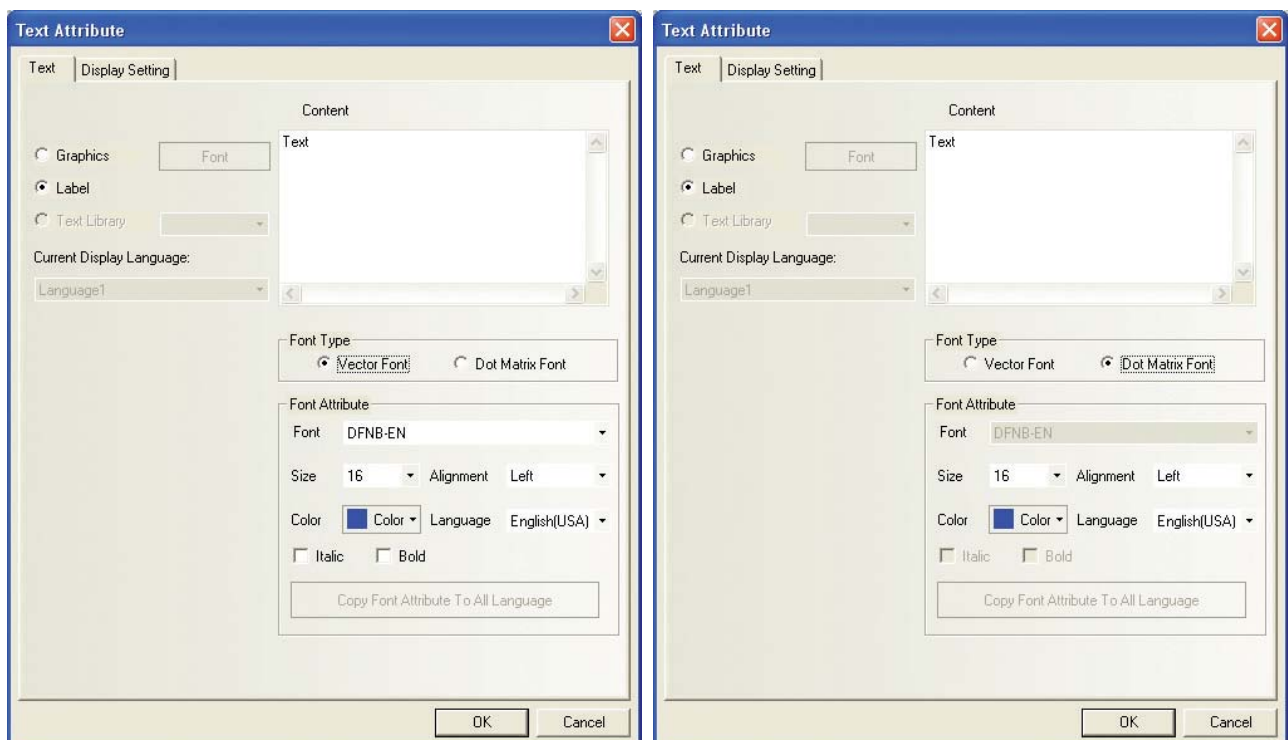 Text Attribute
Text Display Setting
Content
Text
Graphics Font
Label
Text Library
Current Display Language:
Language1
Font Type
Vector Font Dot Matrix Font
Font Attribute
Font DFNB-EN
Size 16 Alignment Left
Color Color Language English(USA)
Italic Bold
Copy Font Attribute To All Language
OK Cancel
Text Attribute
Text Display Setting
Content
Text
Graphics Font
Label
Text Library
Current Display Language:
Language1
Font Type
Vector Font Dot Matrix Font
Font Attribute
Font DFNB-EN
Size 16 Alignment Left
Color Color Language English(USA)
Italic Bold
Copy Font Attribute To All Language
OK Cancel